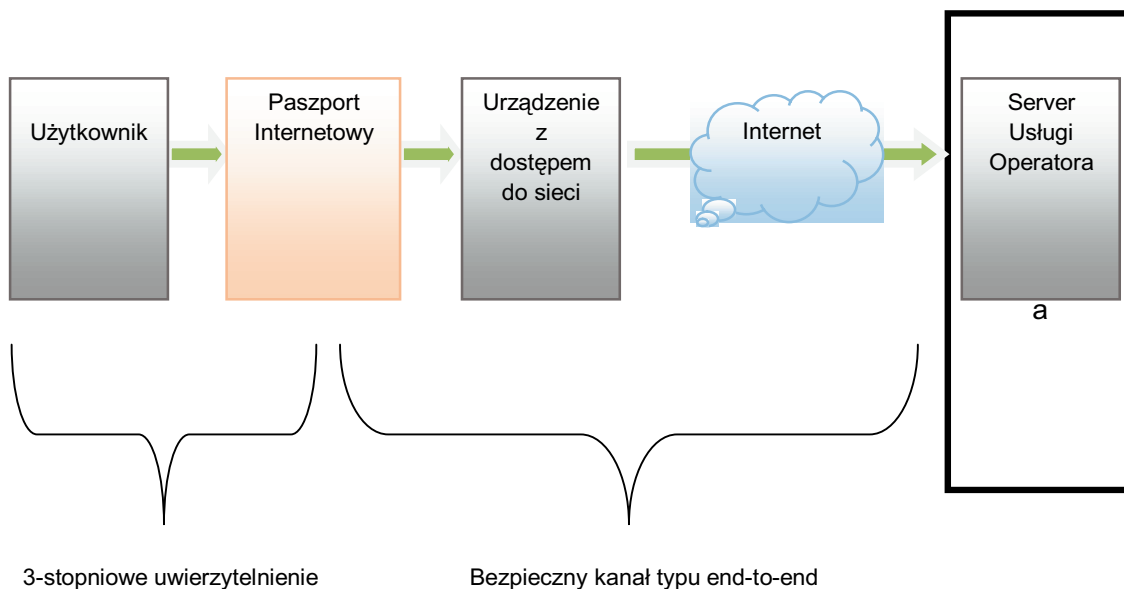 Użytkownik
Paszport
Internetowy
Urządzenie
z
dostępem
do sieci
Internet
Server
Usługi
Operatora
a
3-stopniowe uwierzytelnienie
Bezpieczny kanał typu end-to-end